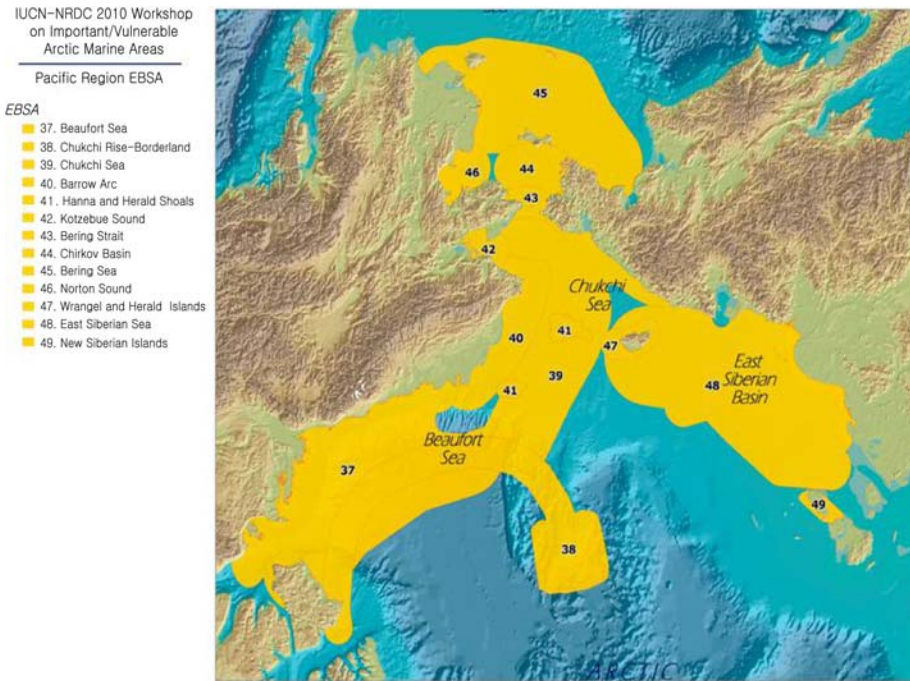 IUCN-NRDC 2010 Workshop
on Important/Vulnerable
Arctic Marine Areas
Pacific Region EBSA
EBSA
37. Beaufort Sea
38. Chukchi Rise-Borderland
39. Chukchi Sea
40. Barrow Arc
41. Hanna and Herald Shoals
42. Kotzebue Sound
43. Bering Strait
44. Chirkov Basin
45. Bering Sea
46. Norton Sound
47. Wrangel and Herald Islands
48. East Siberian Sea
49. New Siberian Islands
45
46
44
43
42
Chukchi
Sea
41
40
47
39
48
East
Siberian
Basin
41
Beaufort
Sea
37
49
38
ARCTIC